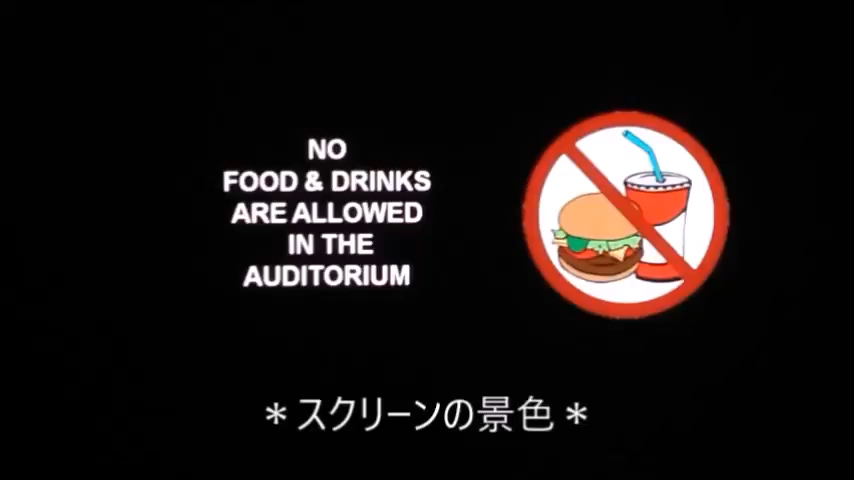 NO
FOOD & DRINKS
ARE ALLOWED
IN THE
AUDITORIUM
*スクリーンの景色*